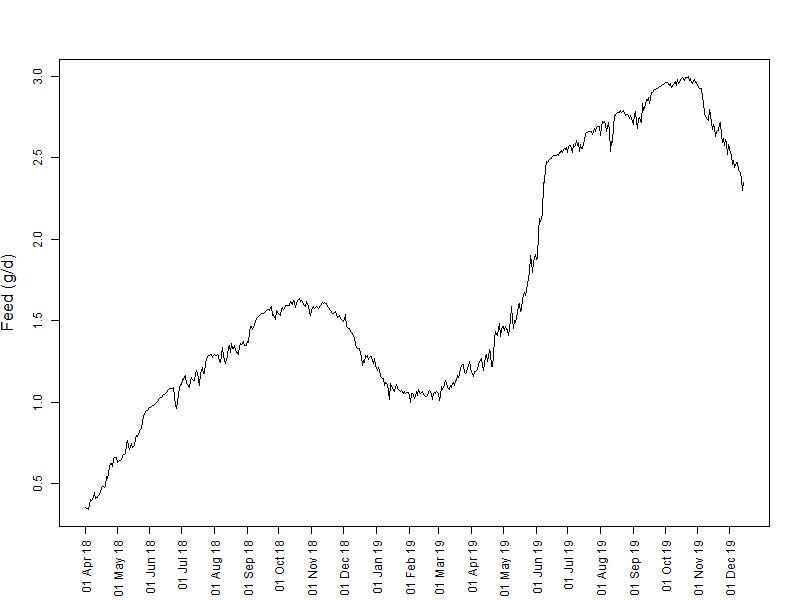 3.0
2.5
2.0
1.5
1.0
0.5
Feed (g/d)
01 Apr 18
01 May 18
01 Jun 18
01 Jul 18
01 Aug 18
01 Sep 18
01 Oct 18
01 Nov 18
01 Dec 18
01 Jan 19
01 Feb 19
01 Mar 19
01 Apr 19
01 May 19
01 Jun 19
01 Jul 19
01 Aug 19
01 Sep 19
01 Oct 19
01 Nov 19
01 Dec 19